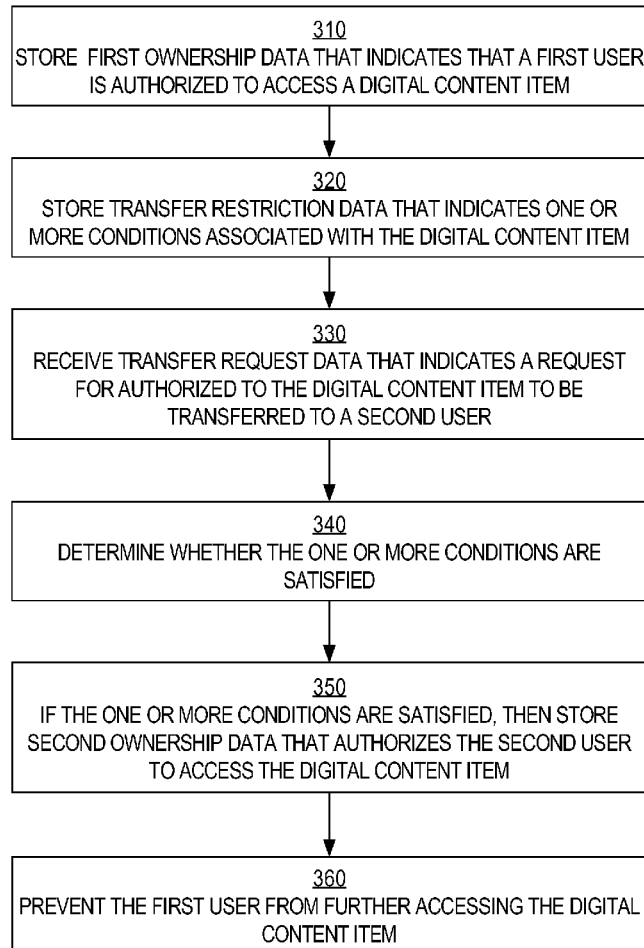 310
STORE FIRST OWNERSHIP DATA THAT INDICATES THAT A FIRST USER
IS AUTHORIZED TO ACCESS A DIGITAL CONTENT ITEM
320
STORE TRANSFER RESTRICTION DATA THAT INDICATES ONE OR
MORE CONDITIONS ASSOCIATED WITH THE DIGITAL CONTENT ITEM
330
RECEIVE TRANSFER REQUEST DATA THAT INDICATES A REQUEST
FOR AUTHORIZED TO THE DIGITAL CONTENT ITEM TO BE
TRANSFERRED TO A SECOND USER
340
DETERMINE WHETHER THE ONE OR MORE CONDITIONS ARE
SATISFIED
350
IF THE ONE OR MORE CONDITIONS ARE SATISFIED, THEN STORE
SECOND OWNERSHIP DATA THAT AUTHORIZES THE SECOND USER
TO ACCESS THE DIGITAL CONTENT ITEM
360
PREVENT THE FIRST USER FROM FURTHER ACCESSING THE DIGITAL
CONTENT ITEM